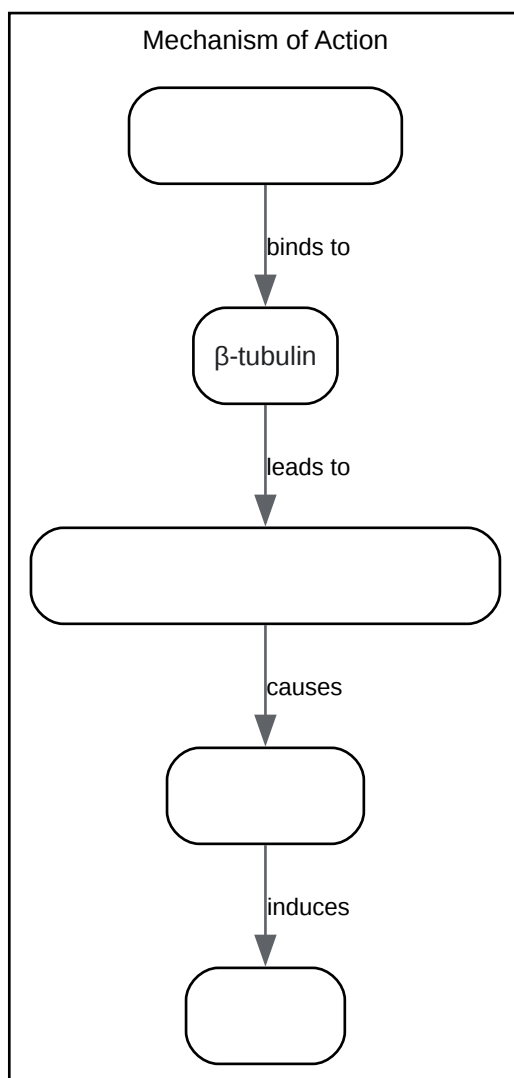 Mechanism of Action
binds to
β-tubulin
leads to
causes
induces